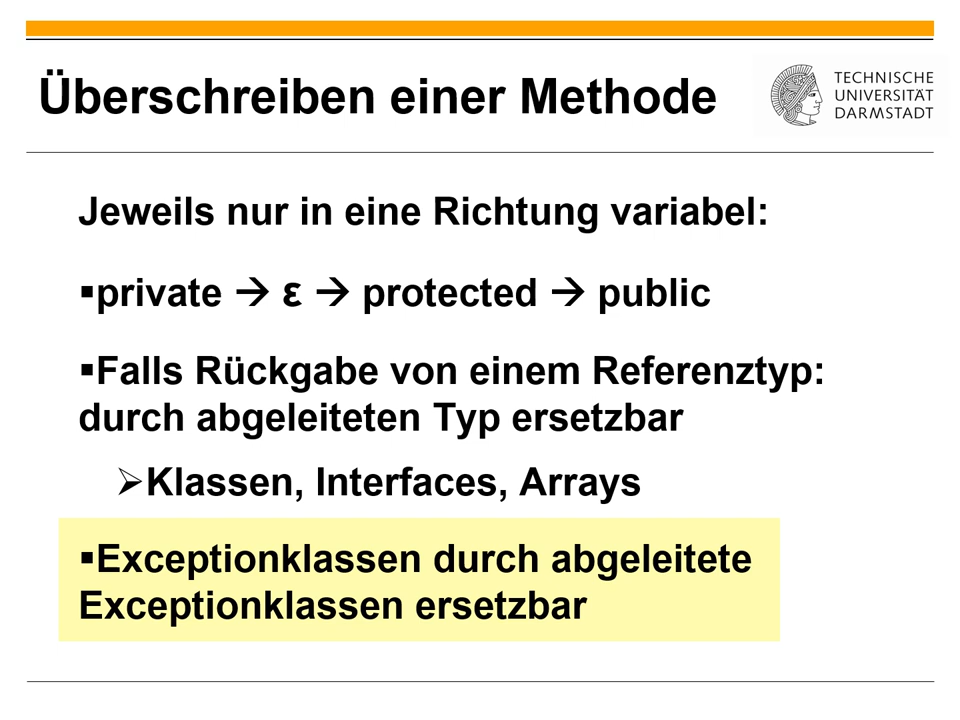 Überschreiben einer Methode
TECHNISCHE
UNIVERSITÄT
DARMSTADT
Jeweils nur in eine Richtung variabel:
▪private → ε → protected → public
▪Falls Rückgabe von einem Referenztyp:
durch abgeleiteten Typ ersetzbar
➢Klassen, Interfaces, Arrays
▪Exceptionklassen durch abgeleitete
Exceptionklassen ersetzbar